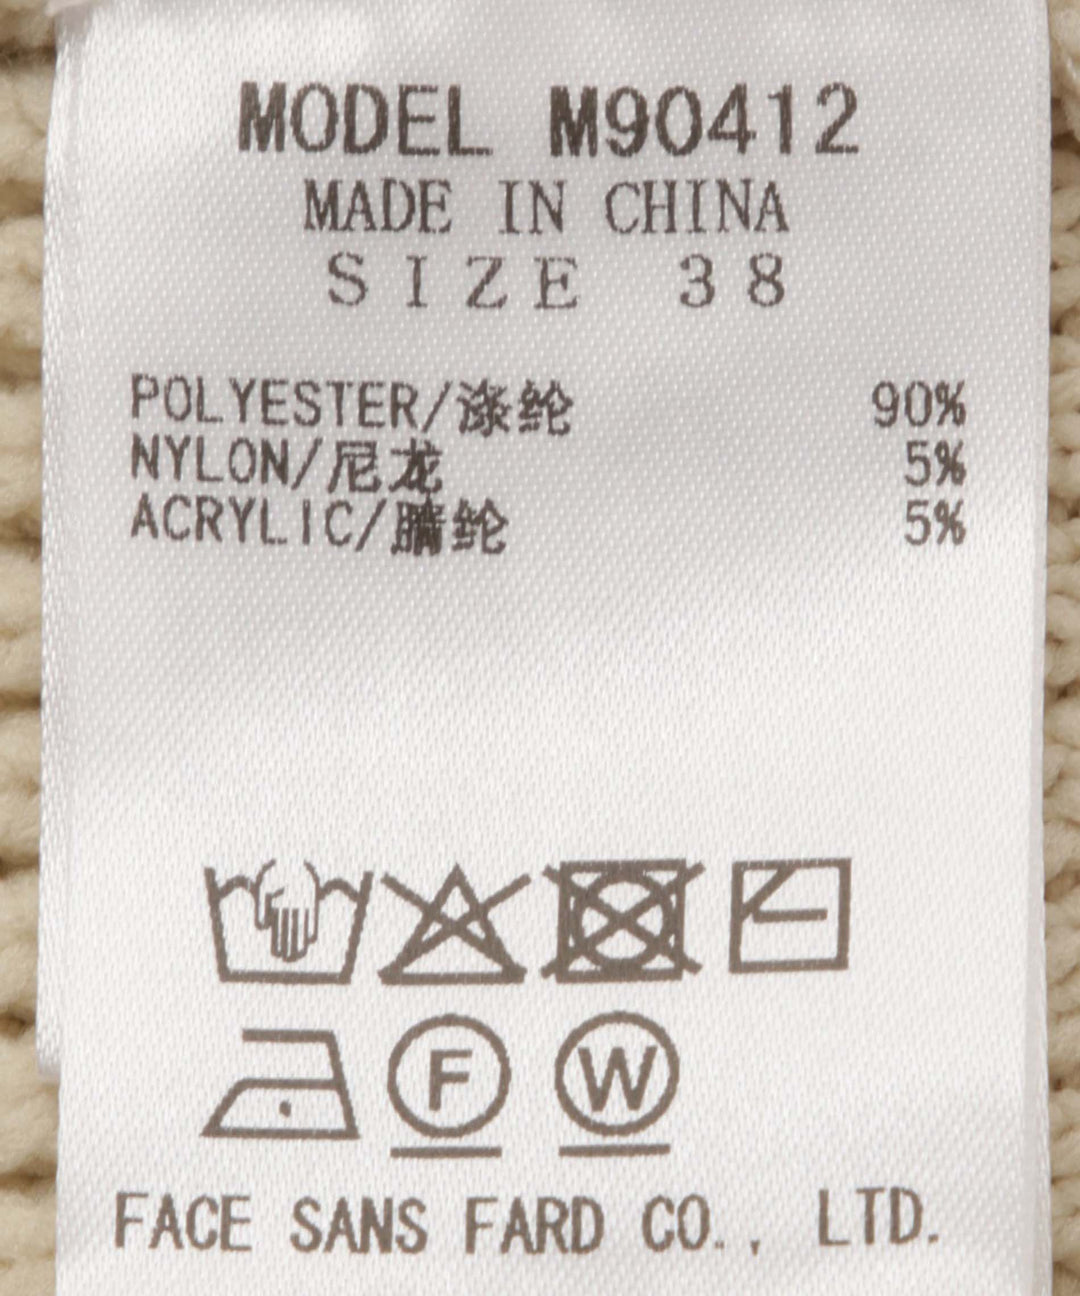 MODEL M90412
MADE IN CHINA
SIZE 38
POLYESTER/涤纶 90%
NYLON/尼龙 5%
ACRYLIC/腈纶 5%
F W
FACE SANS FARD CO., LTD.